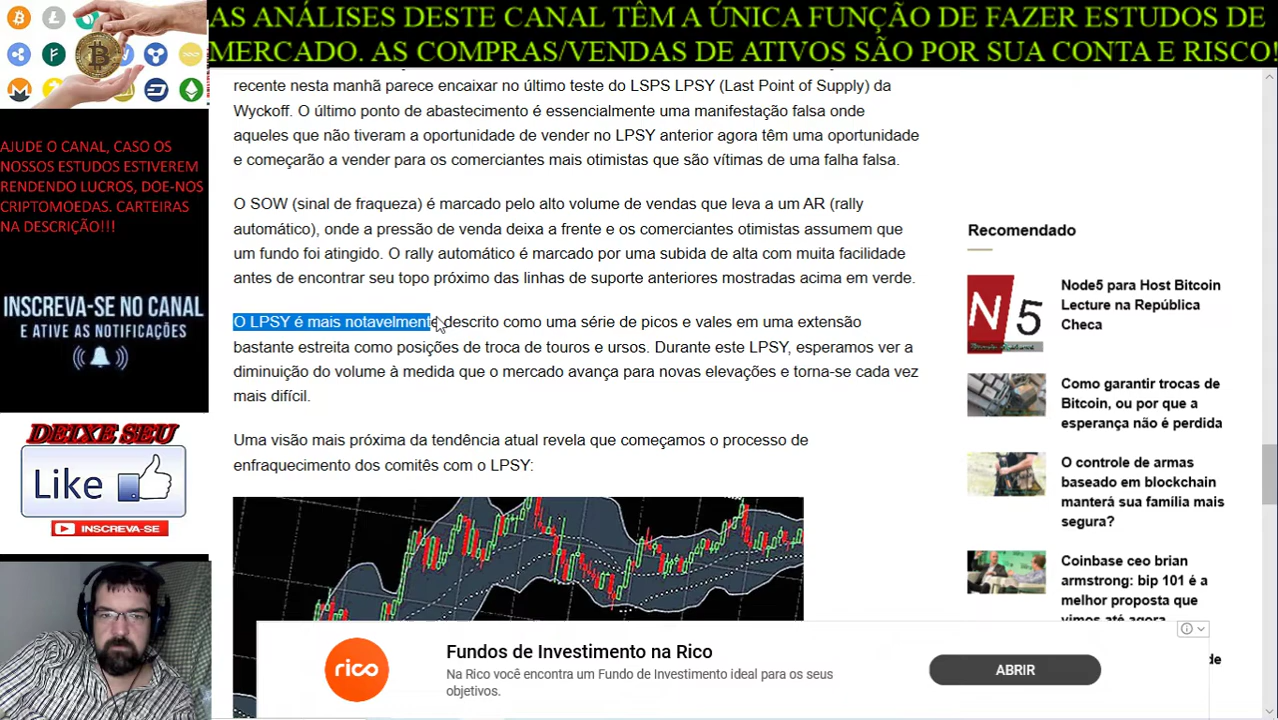 AS ANÁLISES DESTE CANAL TÊM A ÚNICA FUNÇÃO DE FAZER ESTUDOS DE
MERCADO. AS COMPRAS/VENDAS DE ATIVOS SÃO POR SUA CONTA E RISCO!
AJUDE O CANAL, CASO OS
NOSSOS ESTUDOS ESTIVEREM
RENDENDO LUCROS, DOE-NOS
CRIPTOMOEDAS. CARTEIRAS
NA DESCRIÇÃO!!!
INSCREVA-SE NO CANAL
E ATIVE AS NOTIFICAÇÕES
DEIXE SEU
Like
INSCREVA-SE
recente nesta manhã parece encaixar no último teste do LSPS LPSY (Last Point of Supply) da
Wyckoff. O último ponto de abastecimento é essencialmente uma manifestação falsa onde
aqueles que não tiveram a oportunidade de vender no LPSY anterior agora têm uma oportunidade
e começarão a vender para os comerciantes mais otimistas que são vítimas de uma falha falsa.
O SOW (sinal de fraqueza) é marcado pelo alto volume de vendas que leva a um AR (rally
automático), onde a pressão de venda deixa a frente e os comerciantes otimistas assumem que
um fundo foi atingido. O rally automático é marcado por uma subida de alta com muita facilidade
antes de encontrar seu topo próximo das linhas de suporte anteriores mostradas acima em verde.
O LPSY é mais notavelmente descrito como uma série de picos e vales em uma extensão
bastante estreita como posições de troca de touros e ursos. Durante este LPSY, esperamos ver a
diminuição do volume à medida que o mercado avança para novas elevações e torna-se cada vez
mais difícil.
Uma visão mais próxima da tendência atual revela que começamos o processo de
enfraquecimento dos comitês com o LPSY:
Recomendado
N5
Node5 para Host Bitcoin
Lecture na República
Checa
Como garantir trocas de
Bitcoin, ou por que a
esperança não é perdida
O controle de armas
baseado em blockchain
manterá sua família mais
segura?
Coinbase ceo brian
armstrong: bip 101 é a
melhor proposta que
vimos até agora
de
rico
Fundos de Investimento na Rico
Na Rico você encontra um Fundo de Investimento ideal para os seus
objetivos.
ABRIR